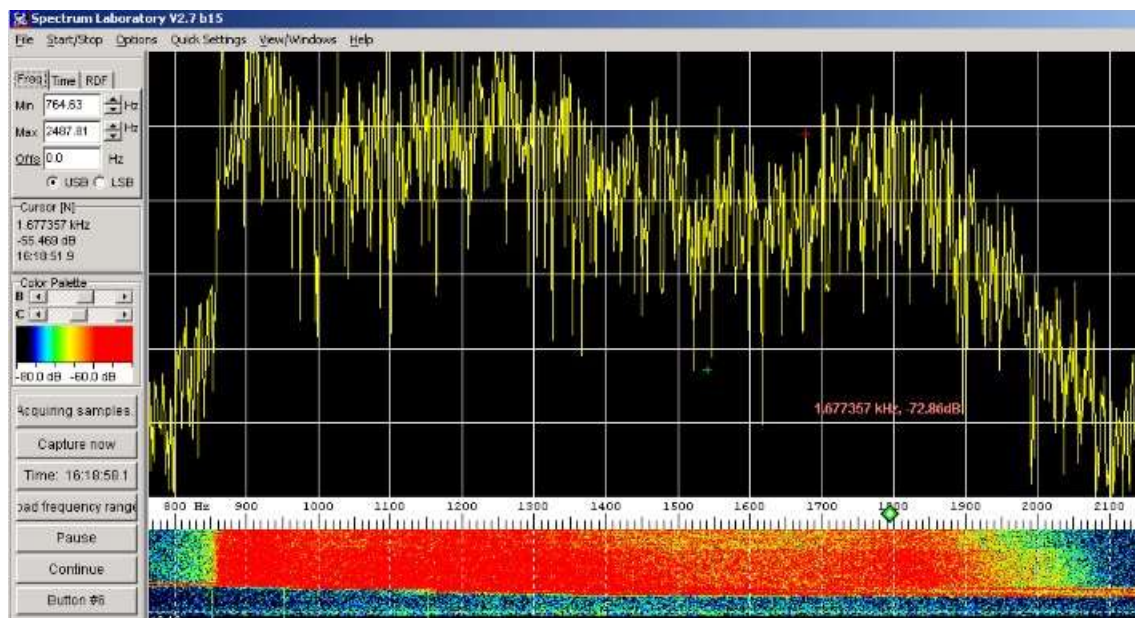 Spectrum Laboratory V2.7 b15
File Start/Stop Options Quick Settings View/Windows Help
Freq Time RDF
Min 764.63 Hz
Max 2487.81 Hz
Offs 0.0 Hz
USB LSB
Cursor [N]
1.677357 kHz
-55.469 dB
16:18:51.9
Color Palette
B
C
-80.0 dB -60.0 dB
Acquiring samples.
Capture now
Time: 16:18:58.1
oad frequency range
Pause
Continue
Button #6
1.677357 kHz, -72.86dB
800 Hz 900 1000 1100 1200 1300 1400 1500 1600 1700 1800 1900 2000 2100